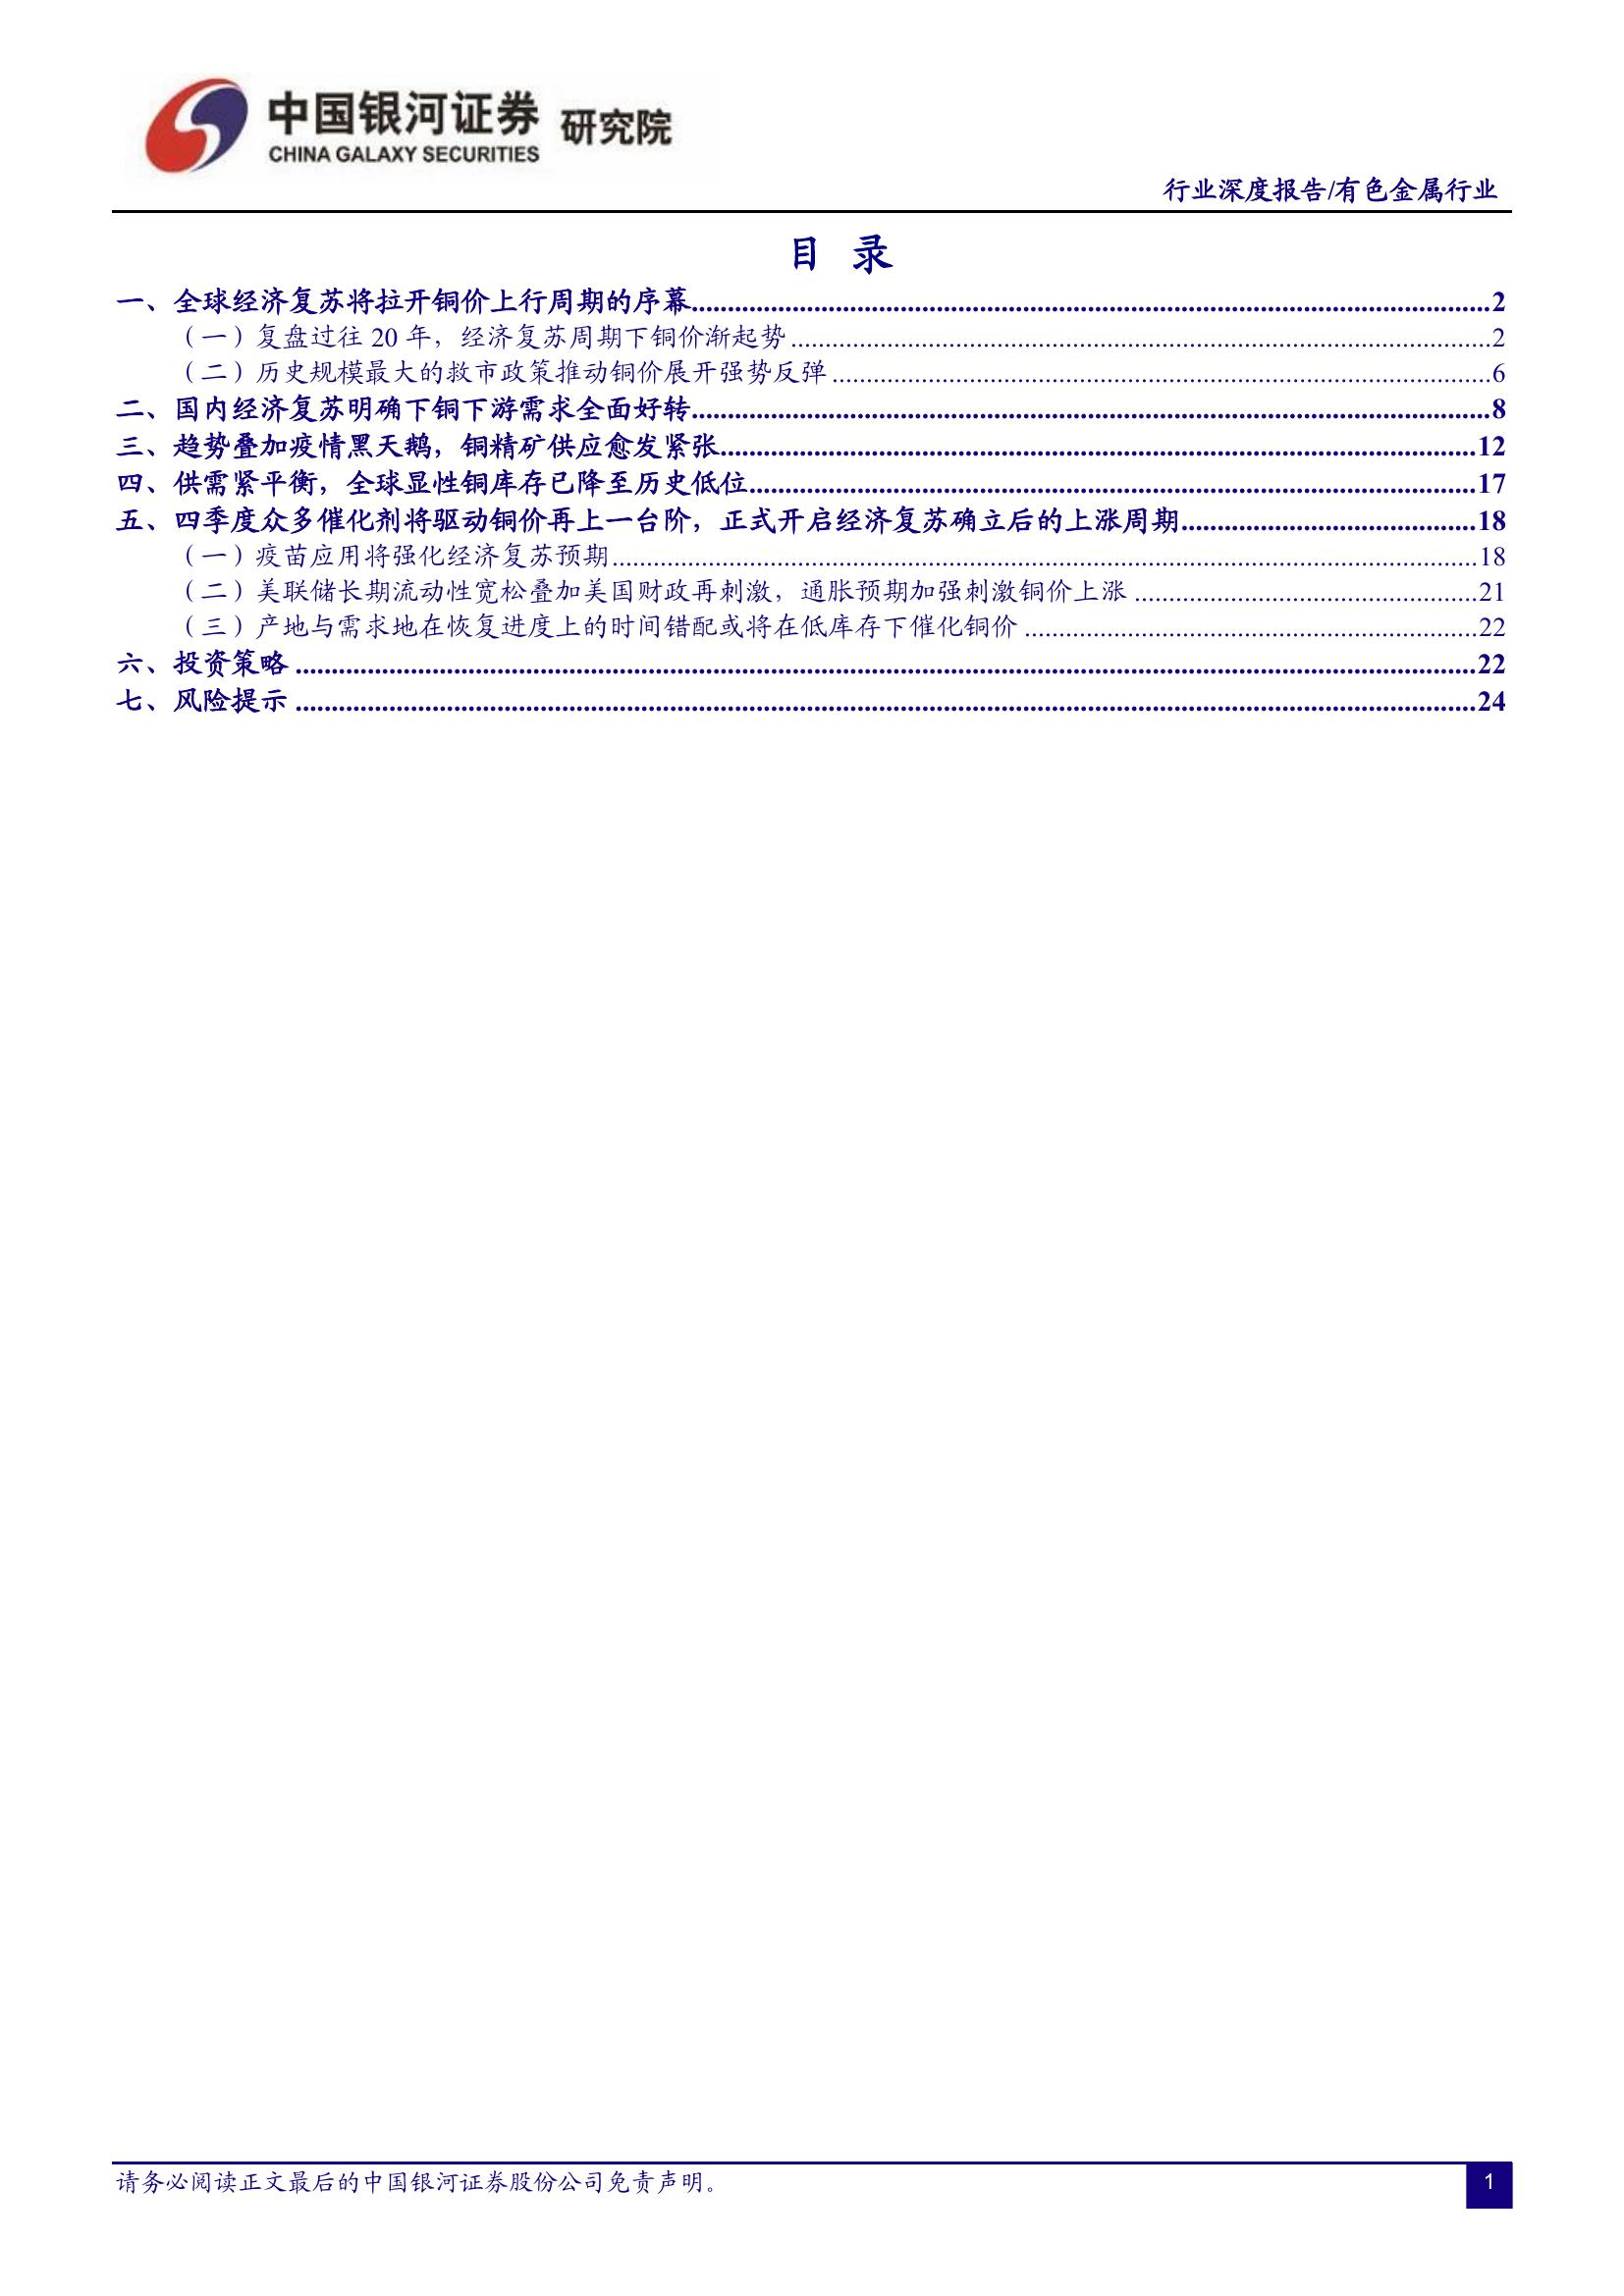 中国银河证券 研究院
CHINA GALAXY SECURITIES
行业深度报告/有色金属行业
目 录
一、全球经济复苏将拉开铜价上行周期的序幕..........2
（一）复盘过往 20 年，经济复苏周期下铜价渐起势..........2
（二）历史规模最大的救市政策推动铜价展开强势反弹..........6
二、国内经济复苏明确下铜下游需求全面好转..........8
三、趋势叠加疫情黑天鹅，铜精矿供应愈发紧张..........12
四、供需紧平衡，全球显性铜库存已降至历史低位..........17
五、四季度众多催化剂将驱动铜价再上一台阶，正式开启经济复苏确立后的上涨周期..........18
（一）疫苗应用将强化经济复苏预期..........18
（二）美联储长期流动性宽松叠加美国财政再刺激，通胀预期加强刺激铜价上涨..........21
（三）产地与需求地在恢复进度上的时间错配或将在低库存下催化铜价..........22
六、投资策略..........22
七、风险提示..........24
请务必阅读正文最后的中国银河证券股份公司免责声明。
1